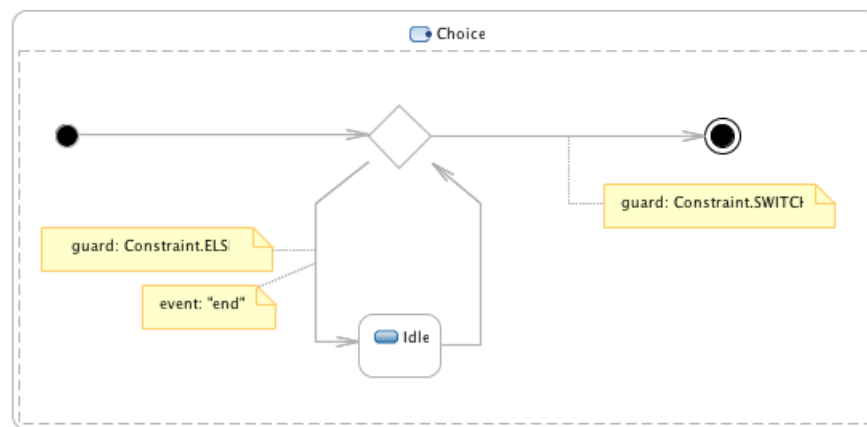 Choice
guard: Constraint.SWITCH
guard: Constraint.ELS
event: "end"
Idle